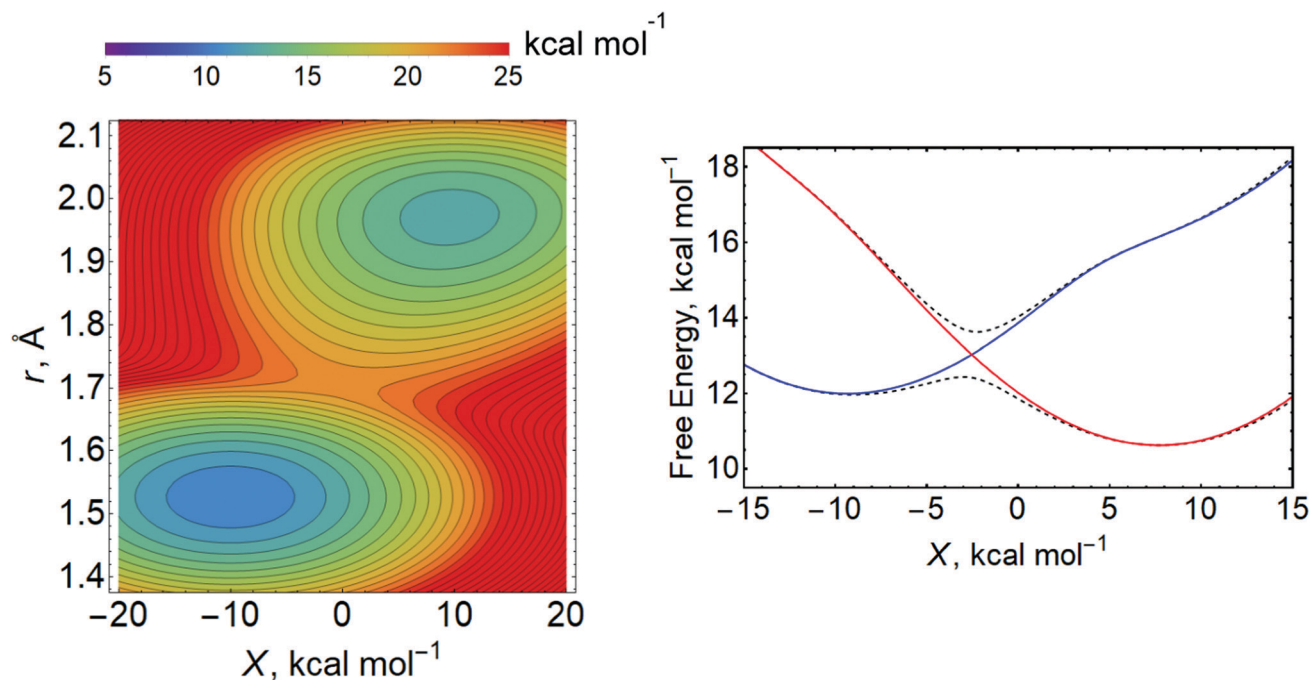 kcal mol⁻¹
5 10 15 20 25
2.1
2.0
1.9
1.8
1.7
1.6
1.5
1.4
r, Å
−20 −10 0 10 20
X, kcal mol⁻¹
18
16
14
12
10
Free Energy, kcal mol⁻¹
−15 −10 −5 0 5 10 15
X, kcal mol⁻¹